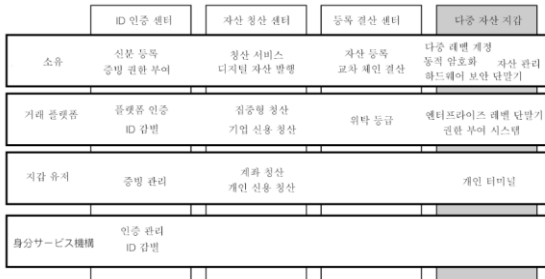 ID 인증 센터
자산 청산 센터
등록 결산 센터
다중 자산 지갑
소유
신분 등록
증빙 권한 부여
청산 서비스
디지털 자산 발행
자산 등록
교차 체인 결산
다중 레벨 계정
동적 암호화
자산 관리
하드웨어 보안 단말기
거래 플랫폼
플랫폼 인증
ID 감별
집중형 청산
기업 신용 청산
위탁 등급
엔터프라이즈 레벨 단말기
권한 부여 시스템
지갑 유저
증빙 관리
계좌 청산
개인 신용 청산
개인 터미널
身分サービス機構
인증 관리
ID 감별